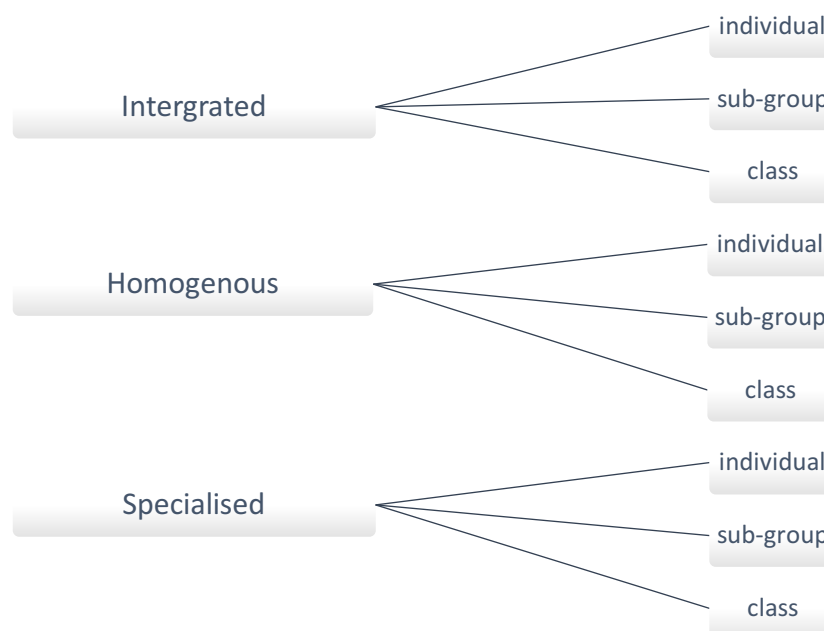 Intergrated
individual
sub-group
class
Homogenous
individual
sub-group
class
Specialised
individual
sub-group
class